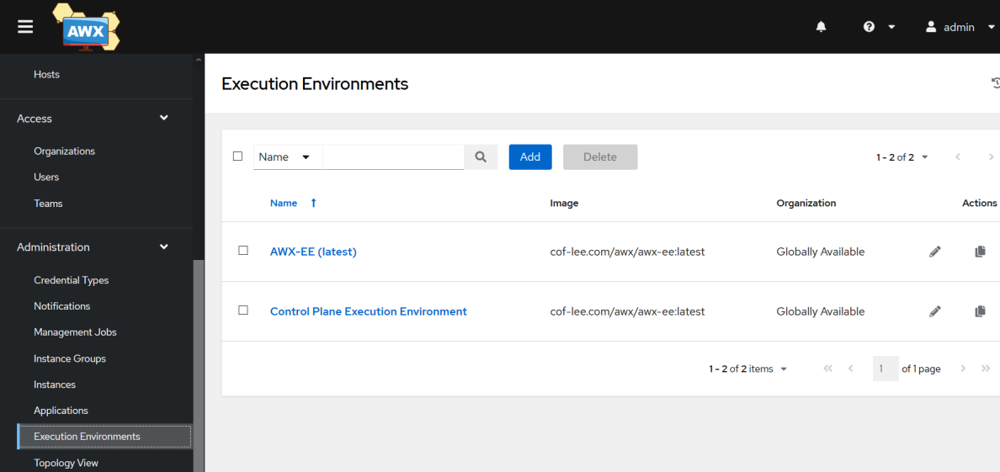 AWX
admin
Hosts
Access
Organizations
Users
Teams
Administration
Credential Types
Notifications
Management Jobs
Instance Groups
Instances
Applications
Execution Environments
Topology View
Execution Environments
Name Add Delete 1 - 2 of 2
Name Image Organization Actions
AWX-EE (latest) cof-lee.com/awx/awx-ee:latest Globally Available
Control Plane Execution Environment cof-lee.com/awx/awx-ee:latest Globally Available
1 - 2 of 2 items 1 of 1 page